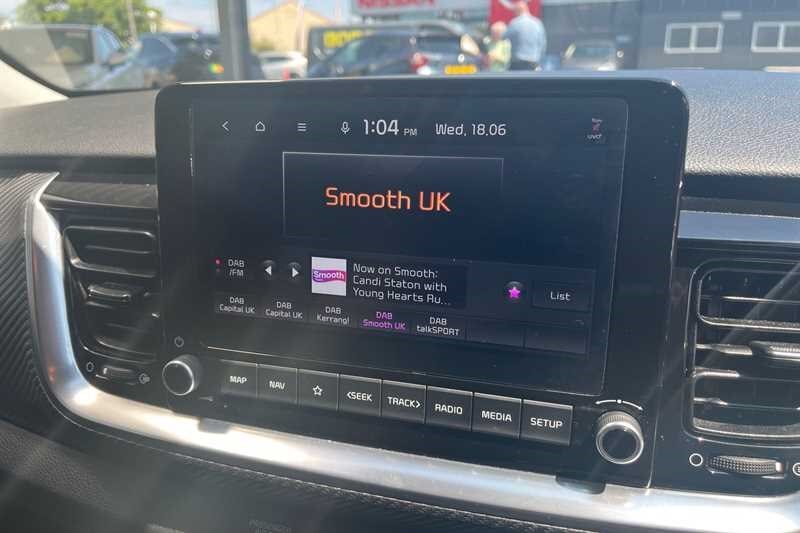 NISSAN
1:04 PM Wed, 18.06
Smooth UK
DAB
/FM
Smooth
Now on Smooth:
Candi Staton with
Young Hearts Ru...
List
DAB
Capital UK
DAB
Capital UK
DAB
Kerrang!
DAB
Smooth UK
DAB
talkSPORT
MAP
NAV
<SEEK
TRACK>
RADIO
MEDIA
SETUP
PASSENGER